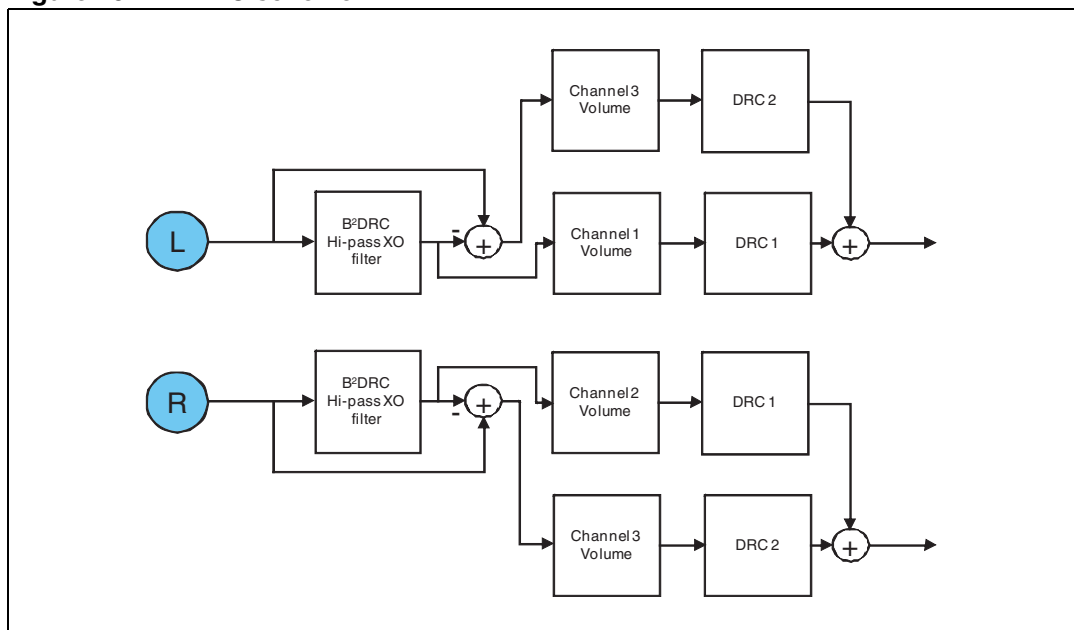 Channel 3
Volume
DRC 2
L
B²DRC
Hi-pass XO
filter
-
+
Channel 1
Volume
DRC 1
+
R
B²DRC
Hi-pass XO
filter
-
+
Channel 2
Volume
DRC 1
Channel 3
Volume
DRC 2
+